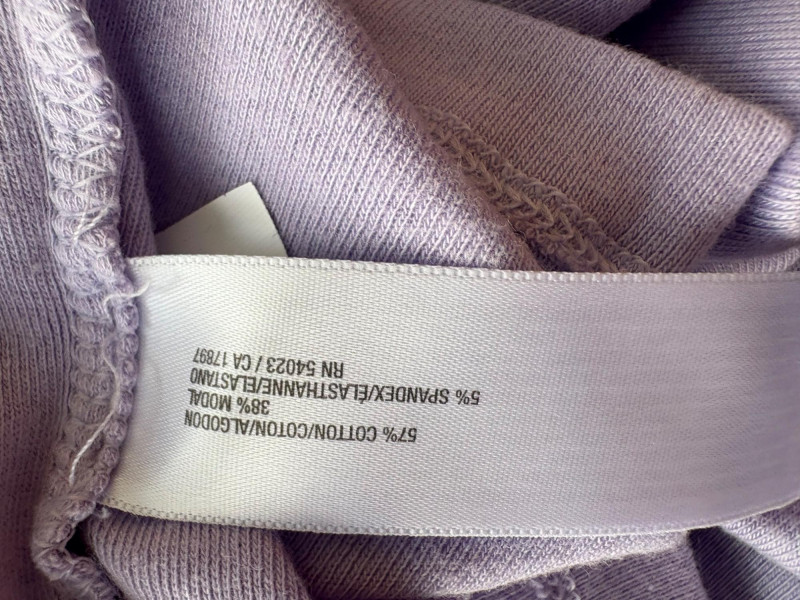 57% COTTON/COTON/ALGODON
38% MODAL
5% SPANDEX/ÉLASTHANNE/ELASTANO
RN 54023 / CA 17897